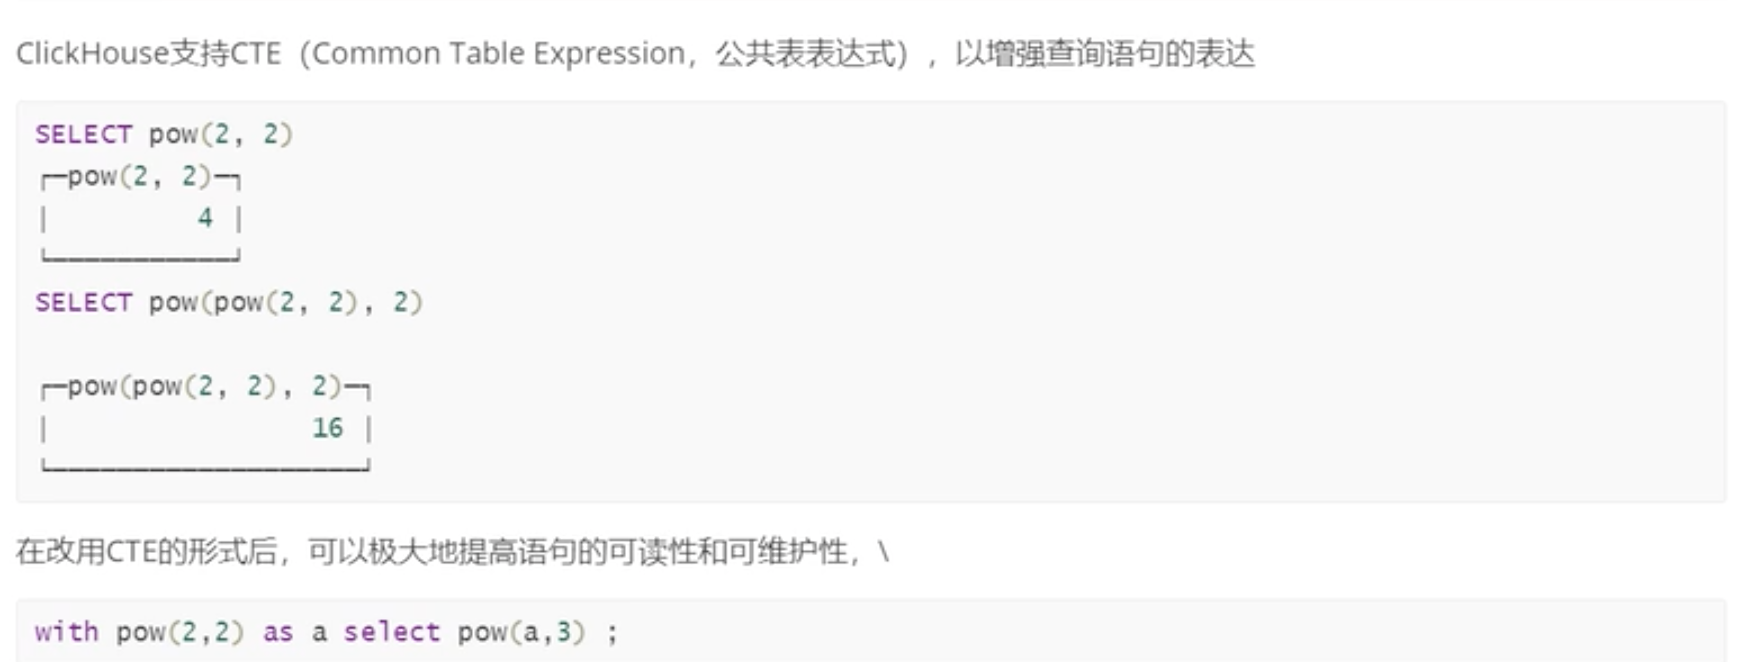 ClickHouse支持CTE（Common Table Expression，公共表表达式），以增强查询语句的表达
SELECT pow(2, 2)
┌─pow(2, 2)─┐
│         4 │
└───────────┘
SELECT pow(pow(2, 2), 2)
┌─pow(pow(2, 2), 2)─┐
│                16 │
└───────────────────┘
在改用CTE的形式后，可以极大地提高语句的可读性和可维护性，\
with pow(2,2) as a select pow(a,3) ;